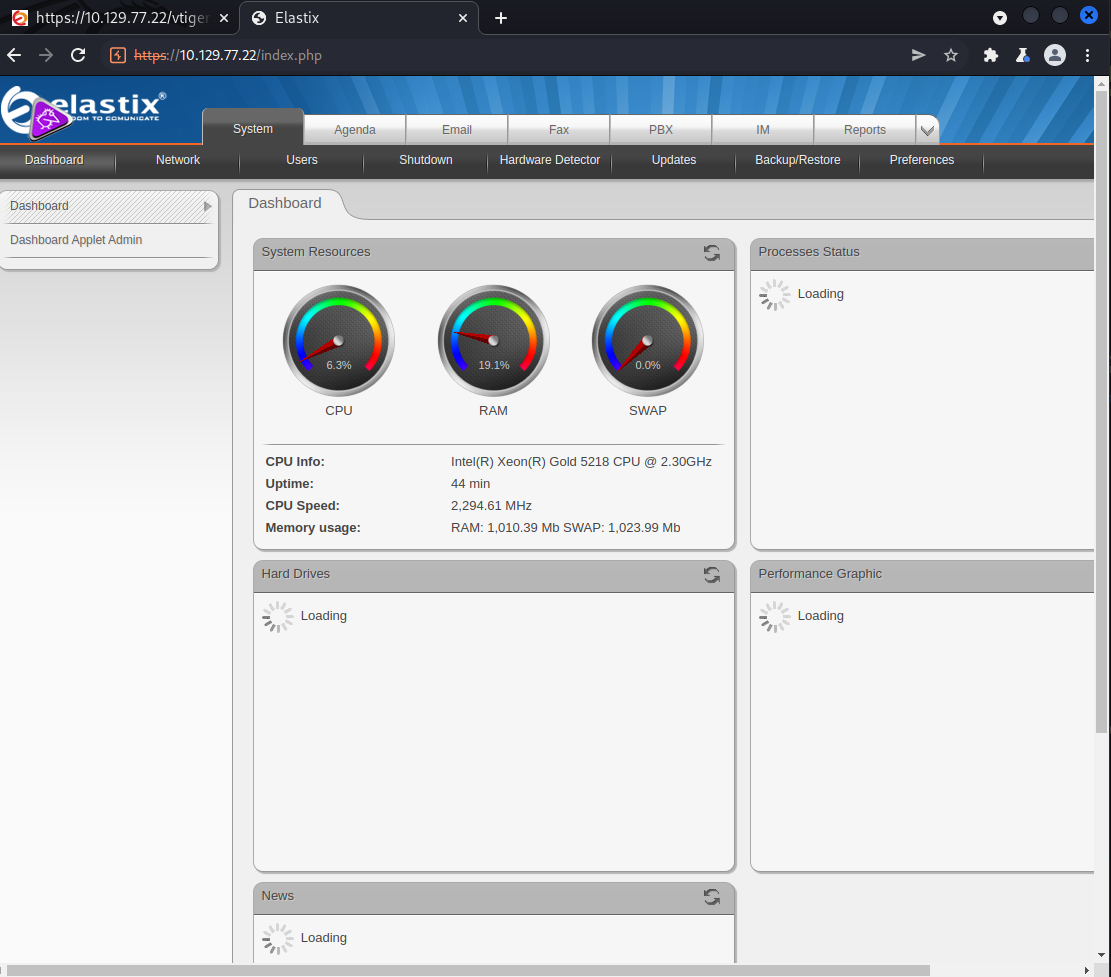 https://10.129.77.22/vtiger
Elastix
https://10.129.77.22/index.php
elastix®
DOM TO COMUNICATE
System
Agenda
Email
Fax
PBX
IM
Reports
Dashboard
Network
Users
Shutdown
Hardware Detector
Updates
Backup/Restore
Preferences
Dashboard
Dashboard Applet Admin
Dashboard
System Resources
6.3%
19.1%
0.0%
CPU
RAM
SWAP
CPU Info: Intel(R) Xeon(R) Gold 5218 CPU @ 2.30GHz
Uptime: 44 min
CPU Speed: 2,294.61 MHz
Memory usage: RAM: 1,010.39 Mb SWAP: 1,023.99 Mb
Processes Status
Loading
Hard Drives
Loading
Performance Graphic
Loading
News
Loading